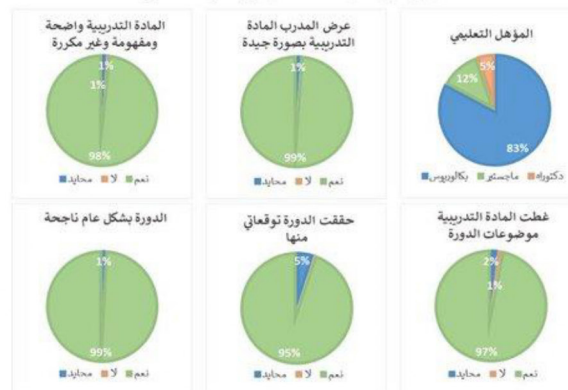 المؤهل التعليمي
5%
12%
83%
دكتوراه ماجستير بكالوريوس
عرض المدرب المادة
التدريبية بصورة جيدة
1%
99%
نعم لا محايد
المادة التدريبية واضحة
ومفهومة وغير مكررة
1%
1%
98%
نعم لا محايد
غطت المادة التدريبية
موضوعات الدورة
2%
1%
97%
نعم لا محايد
حققت الدورة توقعاتي
منها
5%
95%
نعم لا محايد
الدورة بشكل عام ناجحة
1%
99%
نعم لا محايد